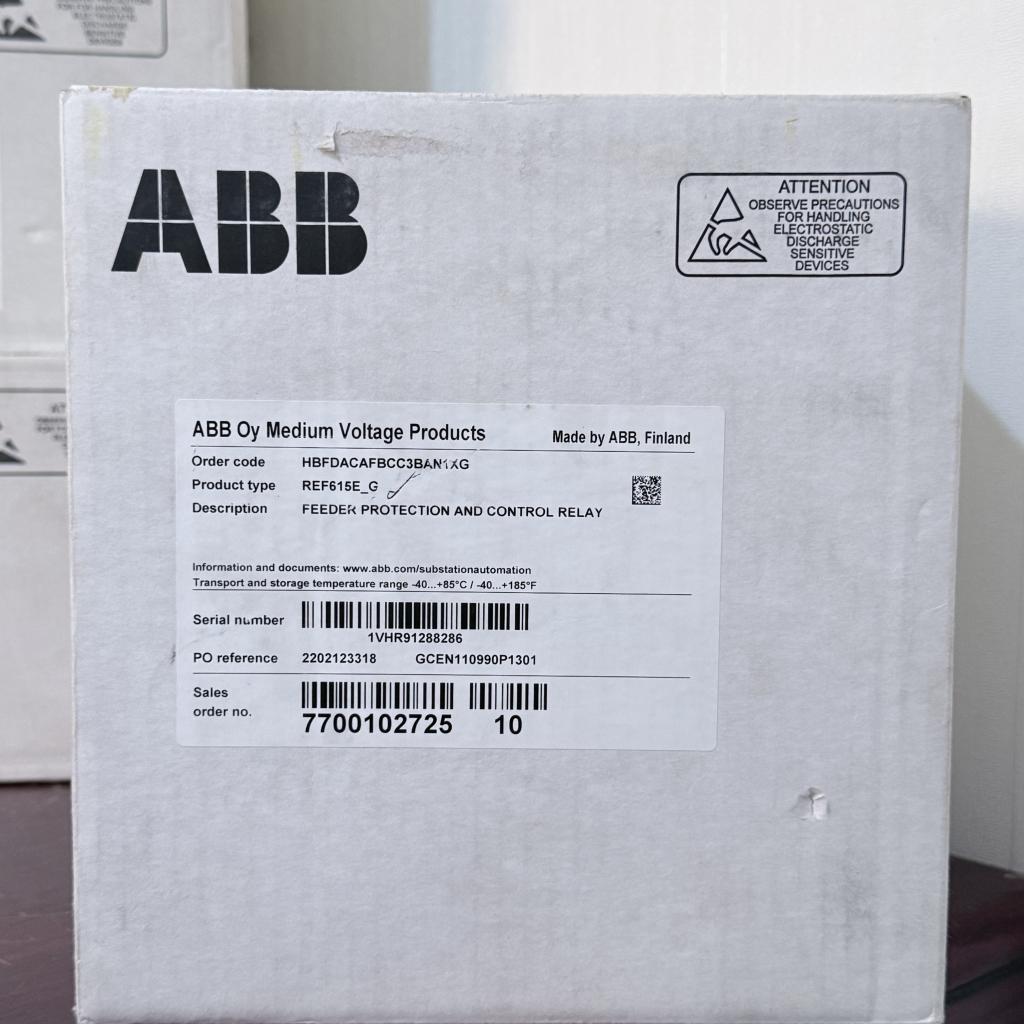 ABB
ATTENTION
OBSERVE PRECAUTIONS
FOR HANDLING
ELECTROSTATIC
DISCHARGE
SENSITIVE
DEVICES
ABB Oy Medium Voltage Products
Made by ABB, Finland
Order code HBFDACAFBCC3BAN1XG
Product type REF615E_G
Description FEEDER PROTECTION AND CONTROL RELAY
Information and documents: www.abb.com/substationautomation
Transport and storage temperature range -40...+85°C / -40...+185°F
Serial number
1VHR91288286
PO reference 2202123318 GCEN110990P1301
Sales
order no.
7700102725 10